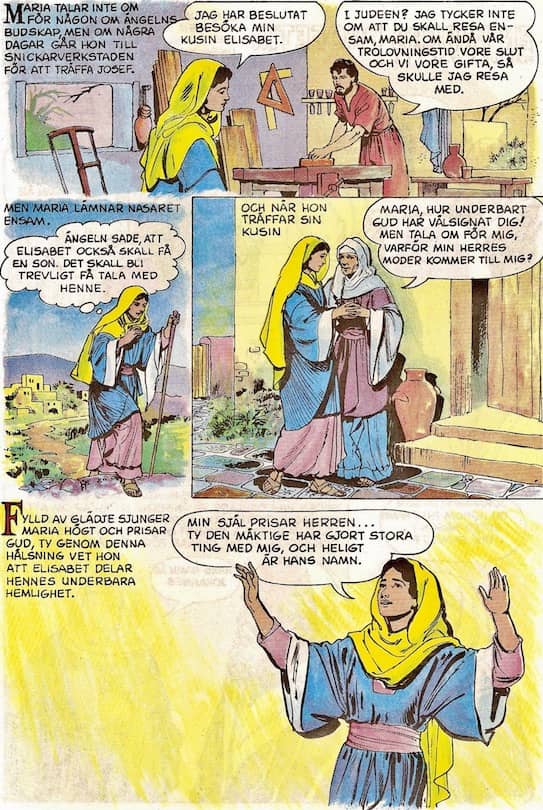 MARIA TALAR INTE OM
FÖR NÅGON OM ÄNGELNS
BUDSKAP, MEN OM NÅGRA
DAGAR GÅR HON TILL
SNICKARVERKSTADEN
FÖR ATT TRÄFFA JOSEF.
JAG HAR BESLUTAT
BESÖKA MIN
KUSIN ELISABET.
I JUDEEN? JAG TYCKER INTE
OM ATT DU SKALL RESA EN-
SAM, MARIA. OM ÄNDÅ VÅR
TROLOVNINGSTID VORE SLUT
OCH VI VORE GIFTA, SÅ
SKULLE JAG RESA
MED.
MEN MARIA LÄMNAR NASARET
ENSAM.
ÄNGELN SADE, ATT
ELISABET OCKSÅ SKALL FÅ
EN SON. DET SKALL BLI
TREVLIGT FÅ TALA MED
HENNE.
OCH NÄR HON
TRÄFFAR SIN
KUSIN
MARIA, HUR UNDERBART
GUD HAR VÄLSIGNAT DIG!
MEN TALA OM FÖR MIG,
VARFÖR MIN HERRES
MODER KOMMER TILL MIG?
FYLLD AV GLÄDJE SJUNGER
MARIA HÖGT OCH PRISAR
GUD, TY GENOM DENNA
HÄLSNING VET HON
ATT ELISABET DELAR
HENNES UNDERBARA
HEMLIGHET.
MIN SJÄL PRISAR HERREN...
TY DEN MÄKTIGE HAR GJORT STORA
TING MED MIG, OCH HELIGT
ÄR HANS NAMN.